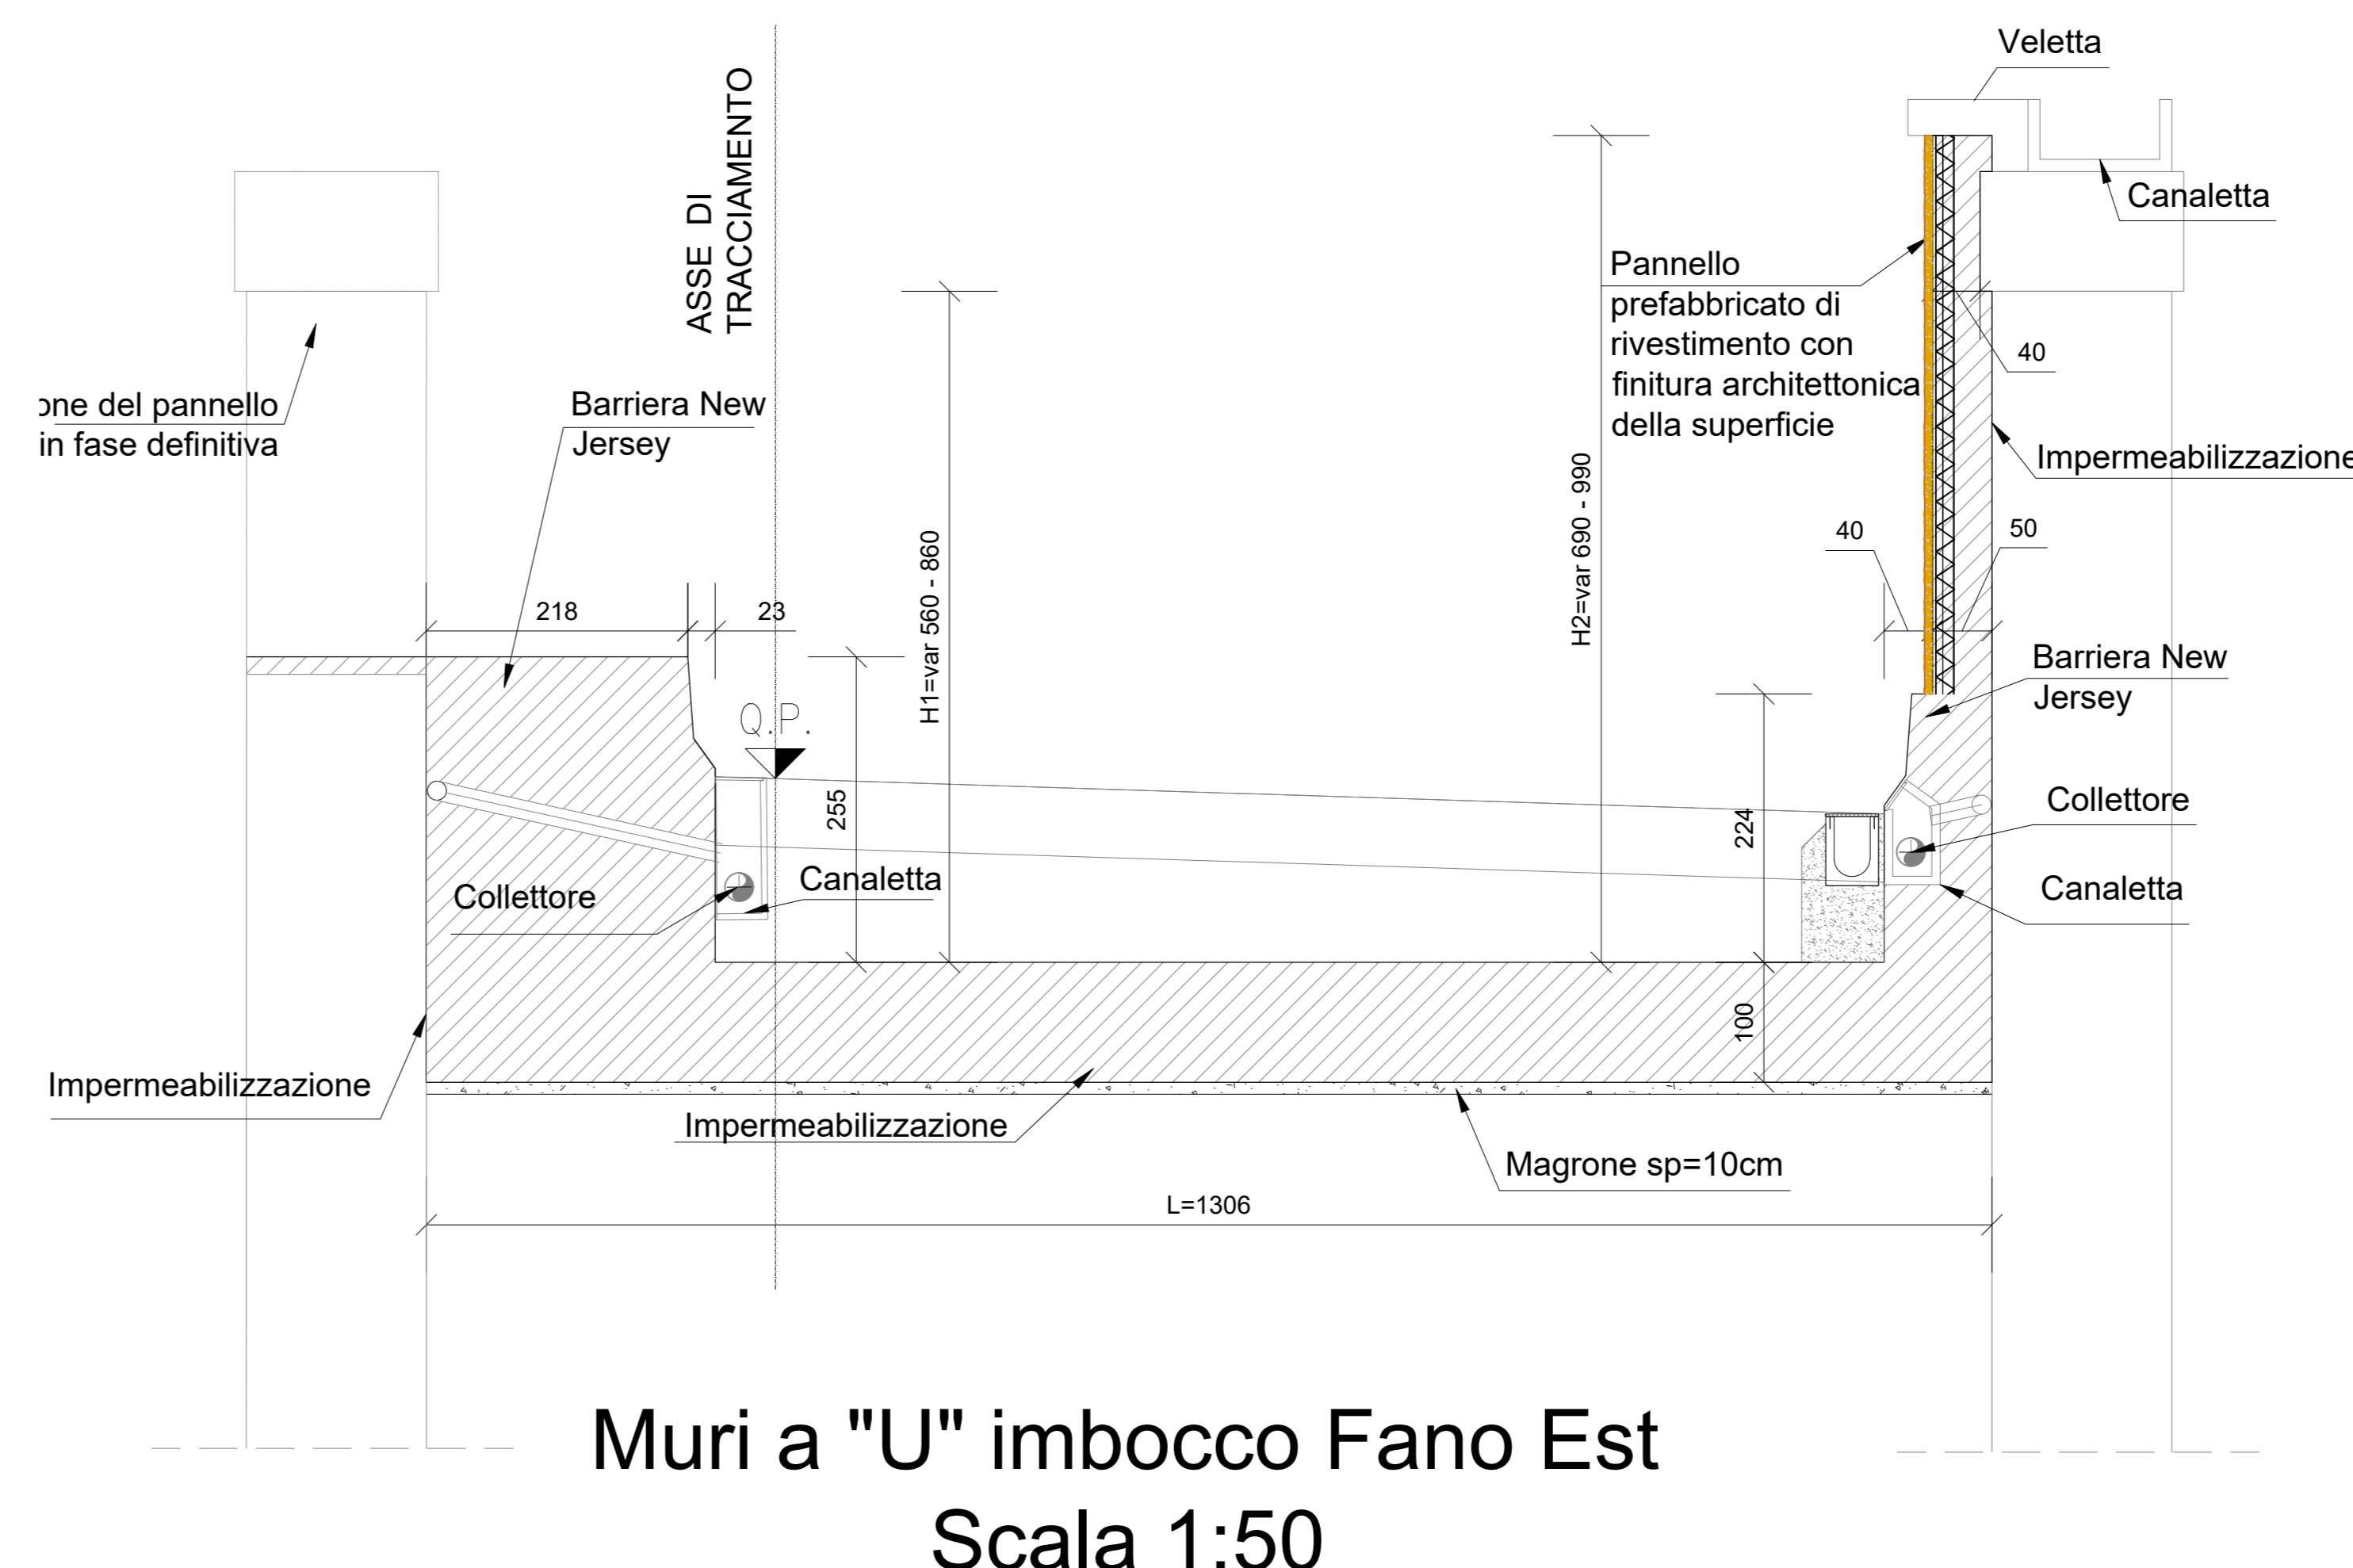 Veletta
ASSE DI
TRACCIAMENTO
Canaletta
Pannello
prefabbricato di
rivestimento con
finitura architettonica
della superficie
40
one del pannello
in fase definitiva
Barriera New
Jersey
Impermeabilizzazione
H1=var 560 - 860
H2=var 690 - 990
40
50
218
23
Barriera New
Jersey
Q.P.
255
224
Collettore
Canaletta
Collettore
Canaletta
100
Impermeabilizzazione
Impermeabilizzazione
Magrone sp=10cm
L=1306
Muri a "U" imbocco Fano Est
Scala 1:50